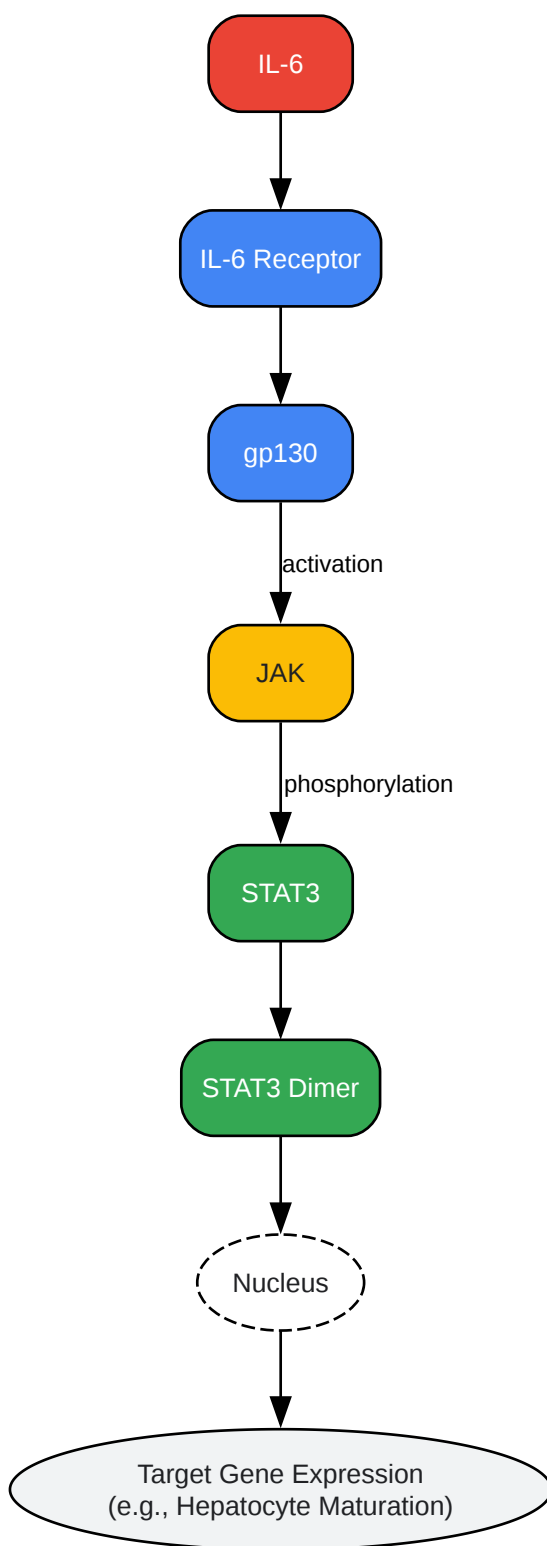 IL-6
IL-6 Receptor
gp130
activation
JAK
phosphorylation
STAT3
STAT3 Dimer
Nucleus
Target Gene Expression
(e.g., Hepatocyte Maturation)